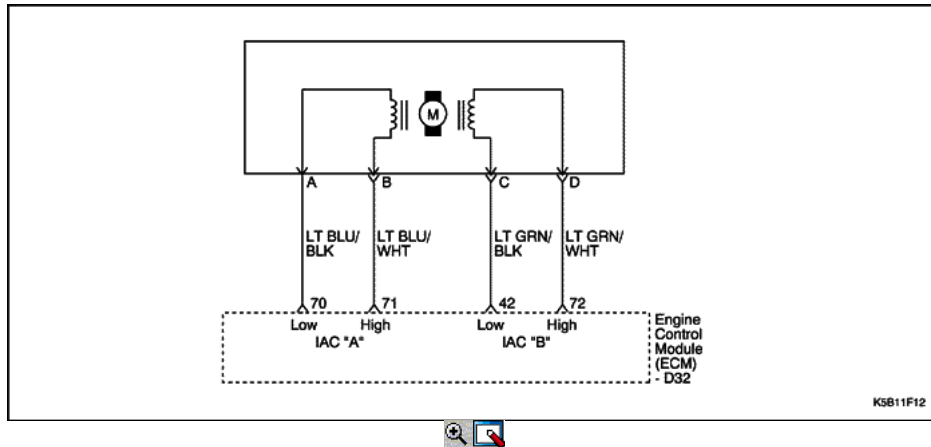 M
A
B
C
D
LT BLU/
BLK
LT BLU/
WHT
LT GRN/
BLK
LT GRN/
WHT
70
71
42
72
Low
High
Low
High
IAC "A"
IAC "B"
Engine
Control
Module
(ECM)
- D32
K5B11F12